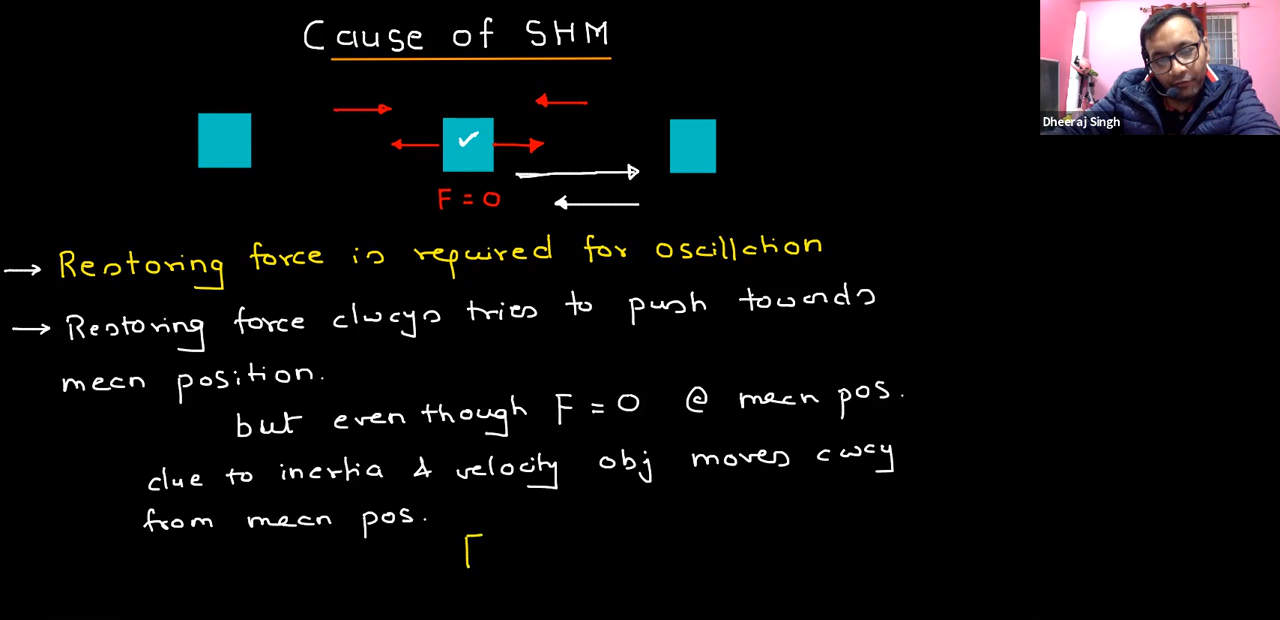 Cause of SHM
Dheeraj Singh
F = 0
→ Restoring force is required for oscillction
→ Restoring force always tries to push towards
mean position.
but even though F = 0 @ mean pos.
due to inertia & velocity obj moves away
from mean pos.